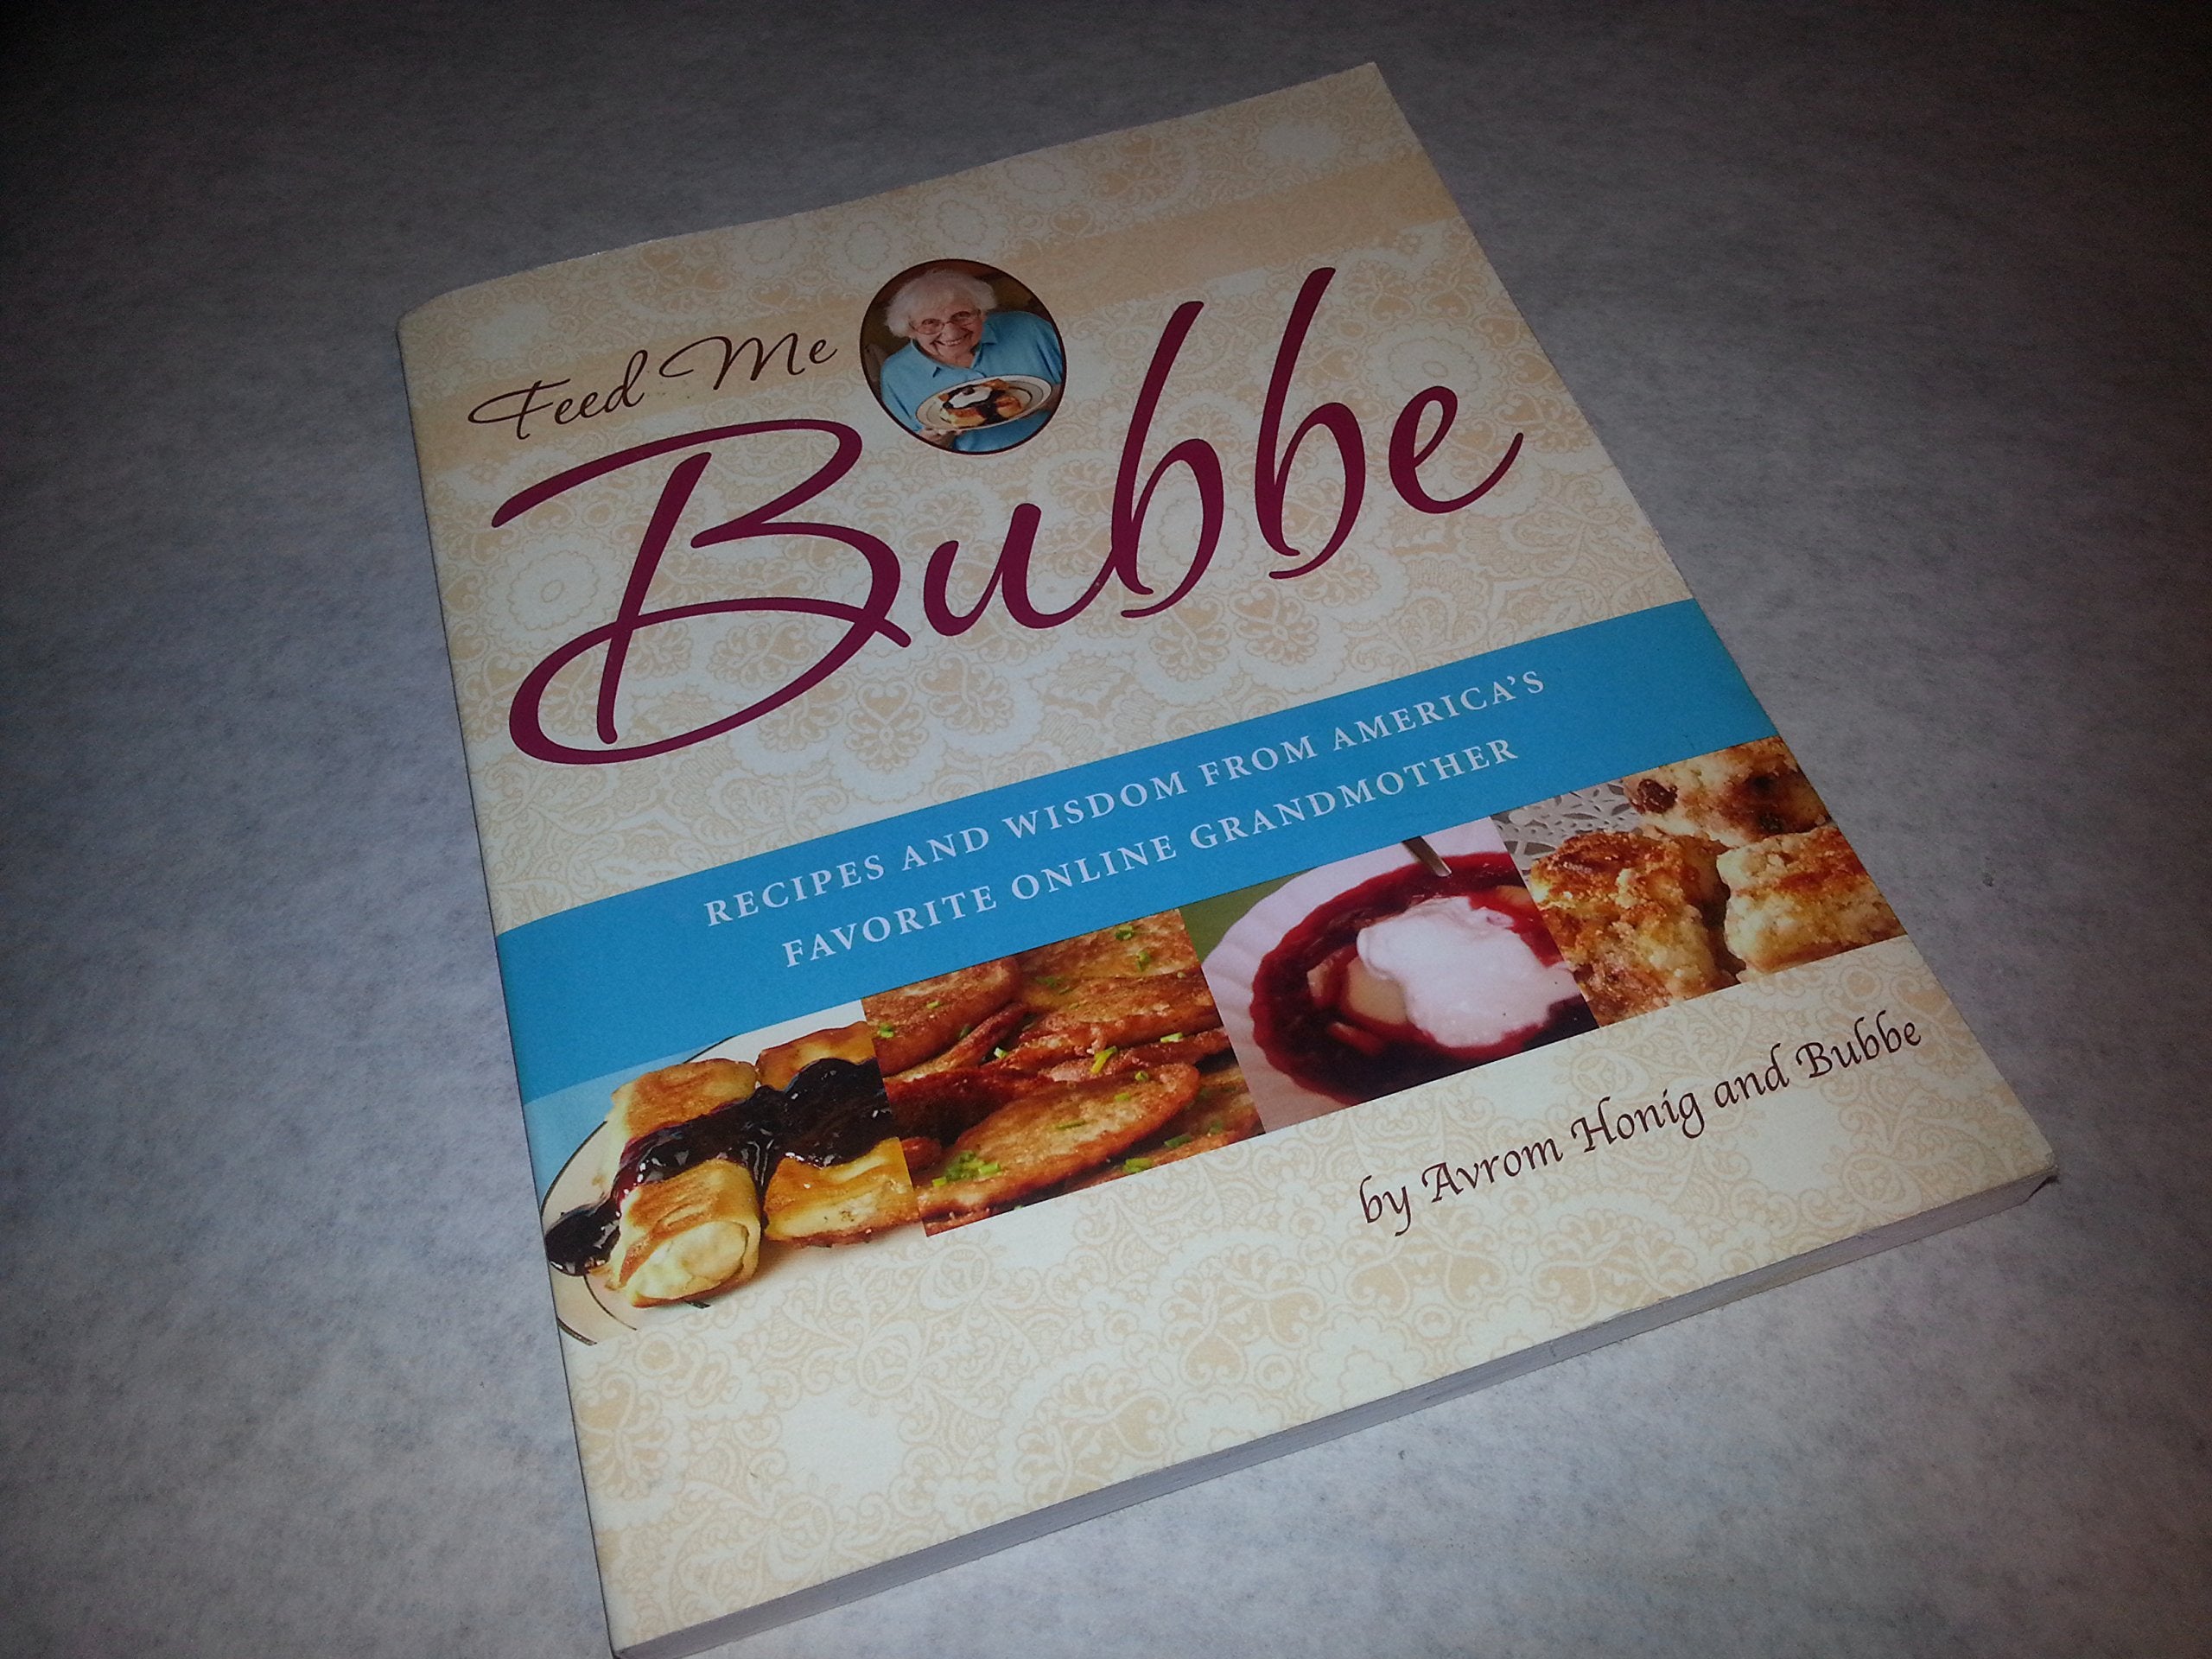 Feed Me
Bubbe
RECIPES AND WISDOM FROM AMERICA'S
FAVORITE ONLINE GRANDMOTHER
by Avrom Honig and Bubbe